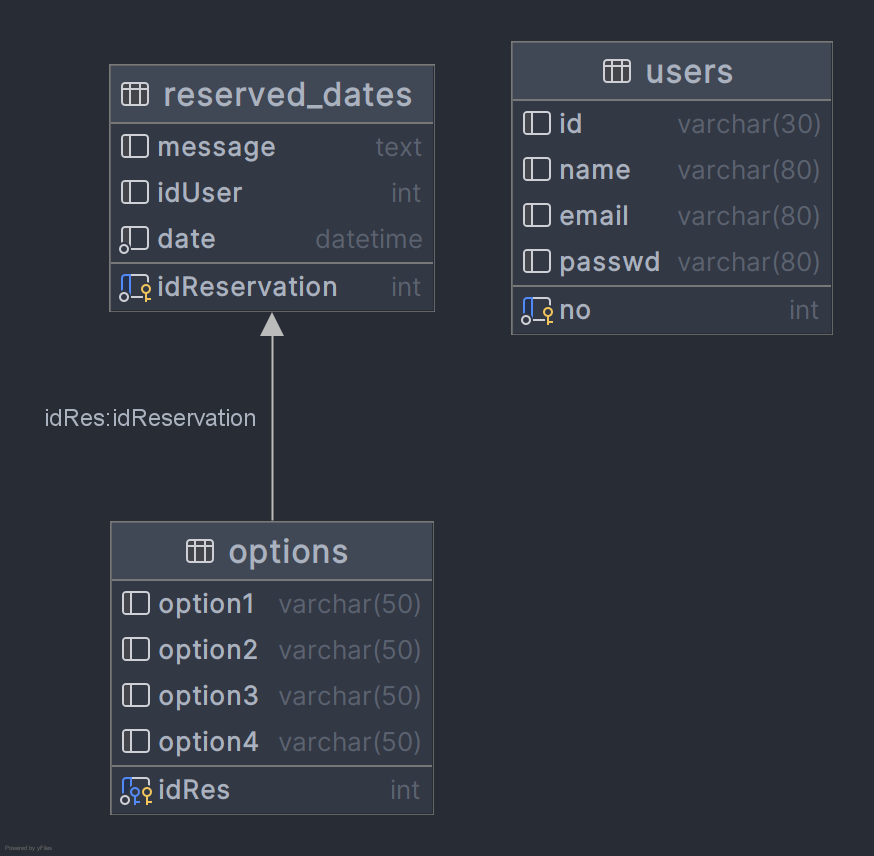 reserved_dates
message text
idUser int
date datetime
idReservation int
users
id varchar(30)
name varchar(80)
email varchar(80)
passwd varchar(80)
no int
idRes:idReservation
options
option1 varchar(50)
option2 varchar(50)
option3 varchar(50)
option4 varchar(50)
idRes int
Powered by yFiles